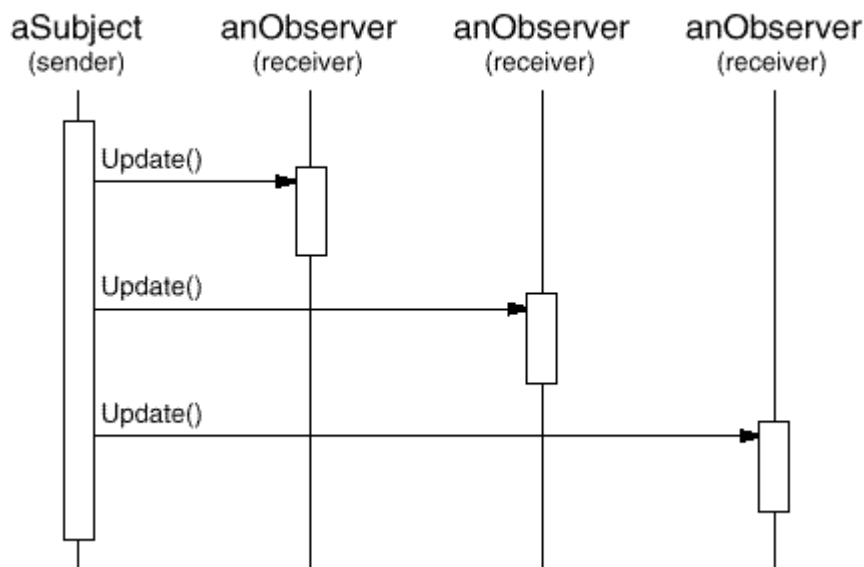 aSubject
(sender)
anObserver
(receiver)
anObserver
(receiver)
anObserver
(receiver)
Update()
Update()
Update()